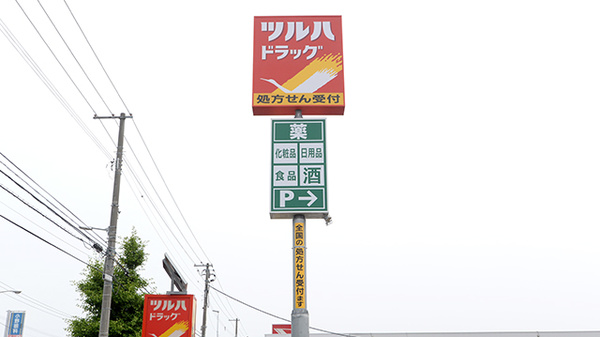 ツルハ
ドラッグ
処方せん受付
薬
化粧品 日用品
食品 酒
P→
全国の処方せん受付ます
ツルハ
ドラッグ